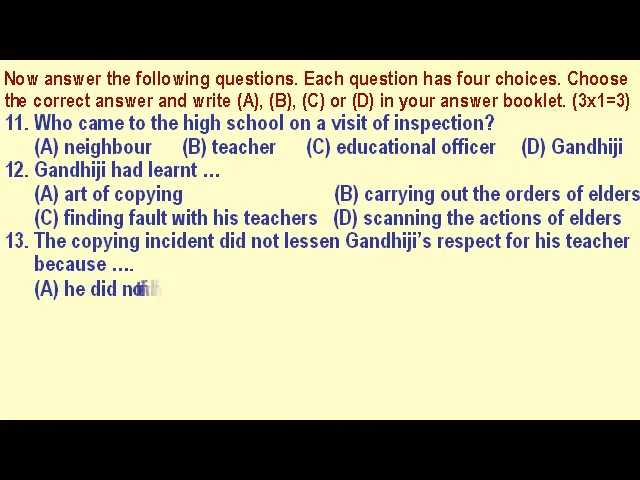 Now answer the following questions. Each question has four choices. Choose
the correct answer and write (A), (B), (C) or (D) in your answer booklet. (3x1=3)
11. Who came to the high school on a visit of inspection?
(A) neighbour (B) teacher (C) educational officer (D) Gandhiji
12. Gandhiji had learnt ...
(A) art of copying (B) carrying out the orders of elders
(C) finding fault with his teachers (D) scanning the actions of elders
13. The copying incident did not lessen Gandhiji's respect for his teacher
because ....
(A) he did